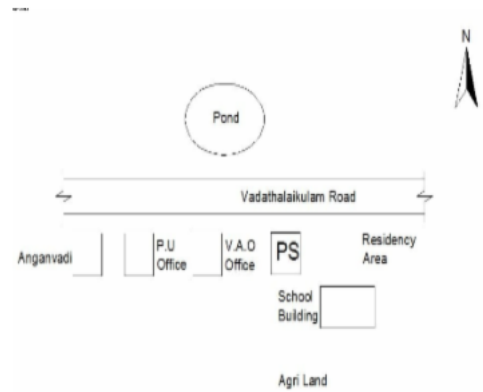 N
Pond
Vadathalaikulam Road
Anganvadi
P.U
Office
V.A.O
Office
PS
Residency
Area
School
Building
Agri Land